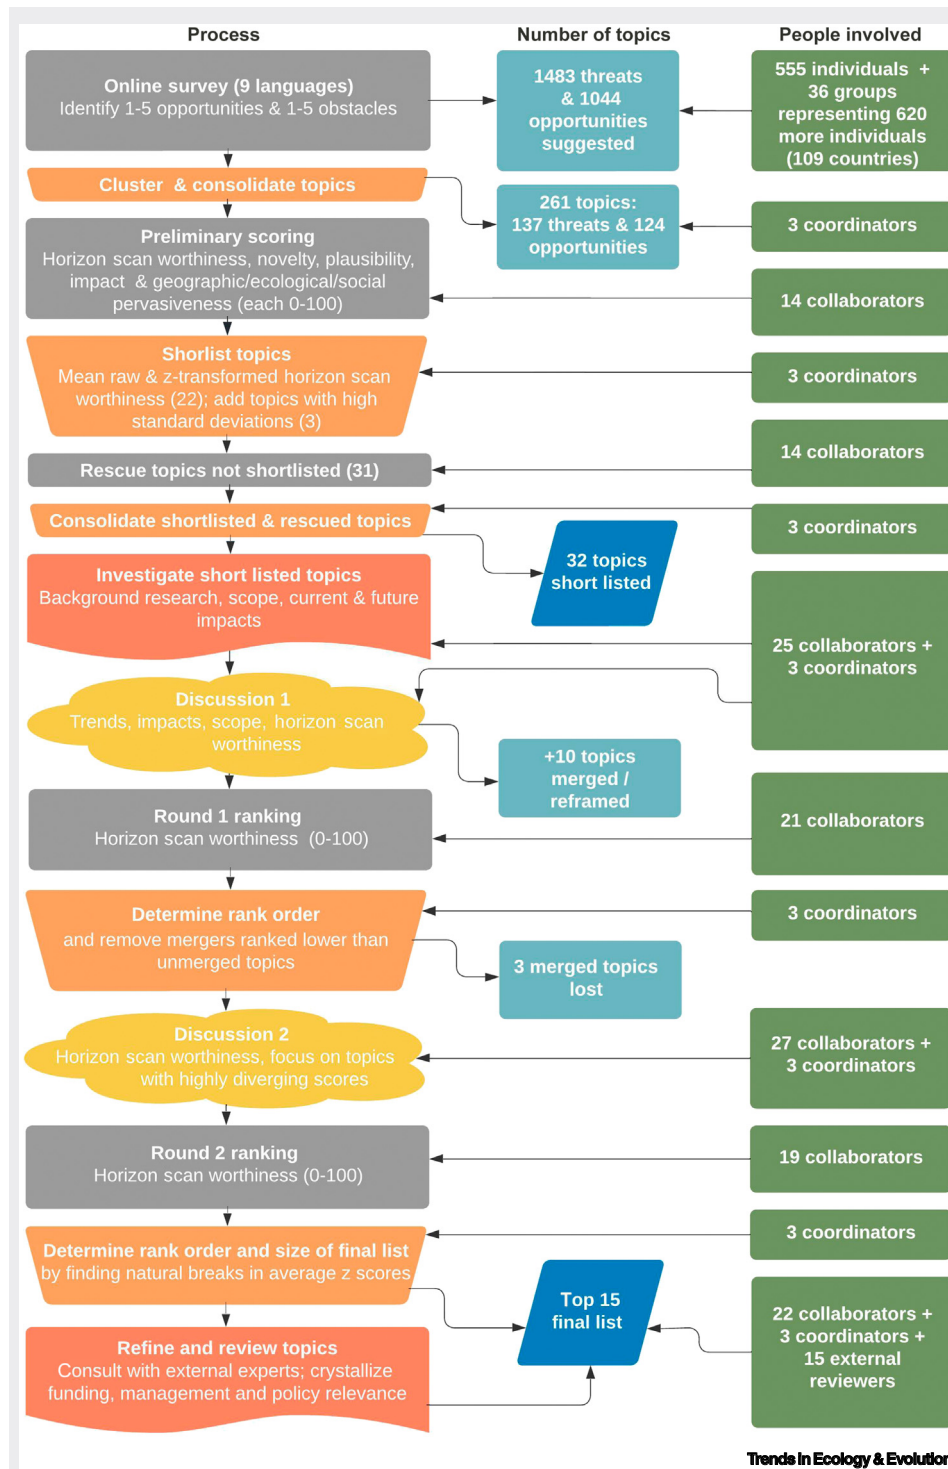 Process
Number of topics
People involved
Online survey (9 languages)
Identify 1-5 opportunities & 1-5 obstacles
1483 threats
& 1044
opportunities
suggested
555 individuals +
36 groups
representing 620
more individuals
(109 countries)
Cluster & consolidate topics
261 topics:
137 threats & 124
opportunities
3 coordinators
Preliminary scoring
Horizon scan worthiness, novelty, plausibility,
impact & geographic/ecological/social
pervasiveness (each 0-100)
14 collaborators
Shortlist topics
Mean raw & z-transformed horizon scan
worthiness (22); add topics with high
standard deviations (3)
3 coordinators
Rescue topics not shortlisted (31)
14 collaborators
Consolidate shortlisted & rescued topics
3 coordinators
32 topics
short listed
Investigate short listed topics
Background research, scope, current & future
impacts
25 collaborators +
3 coordinators
Discussion 1
Trends, impacts, scope, horizon scan
worthiness
+10 topics
merged /
reframed
Round 1 ranking
Horizon scan worthiness (0-100)
21 collaborators
Determine rank order
and remove mergers ranked lower than
unmerged topics
3 coordinators
3 merged topics
lost
Discussion 2
Horizon scan worthiness, focus on topics
with highly diverging scores
27 collaborators +
3 coordinators
Round 2 ranking
Horizon scan worthiness (0-100)
19 collaborators
Determine rank order and size of final list
by finding natural breaks in average z scores
3 coordinators
Top 15
final list
22 collaborators +
3 coordinators +
15 external
reviewers
Refine and review topics
Consult with external experts; crystallize
funding, management and policy relevance
Trends in Ecology & Evolution